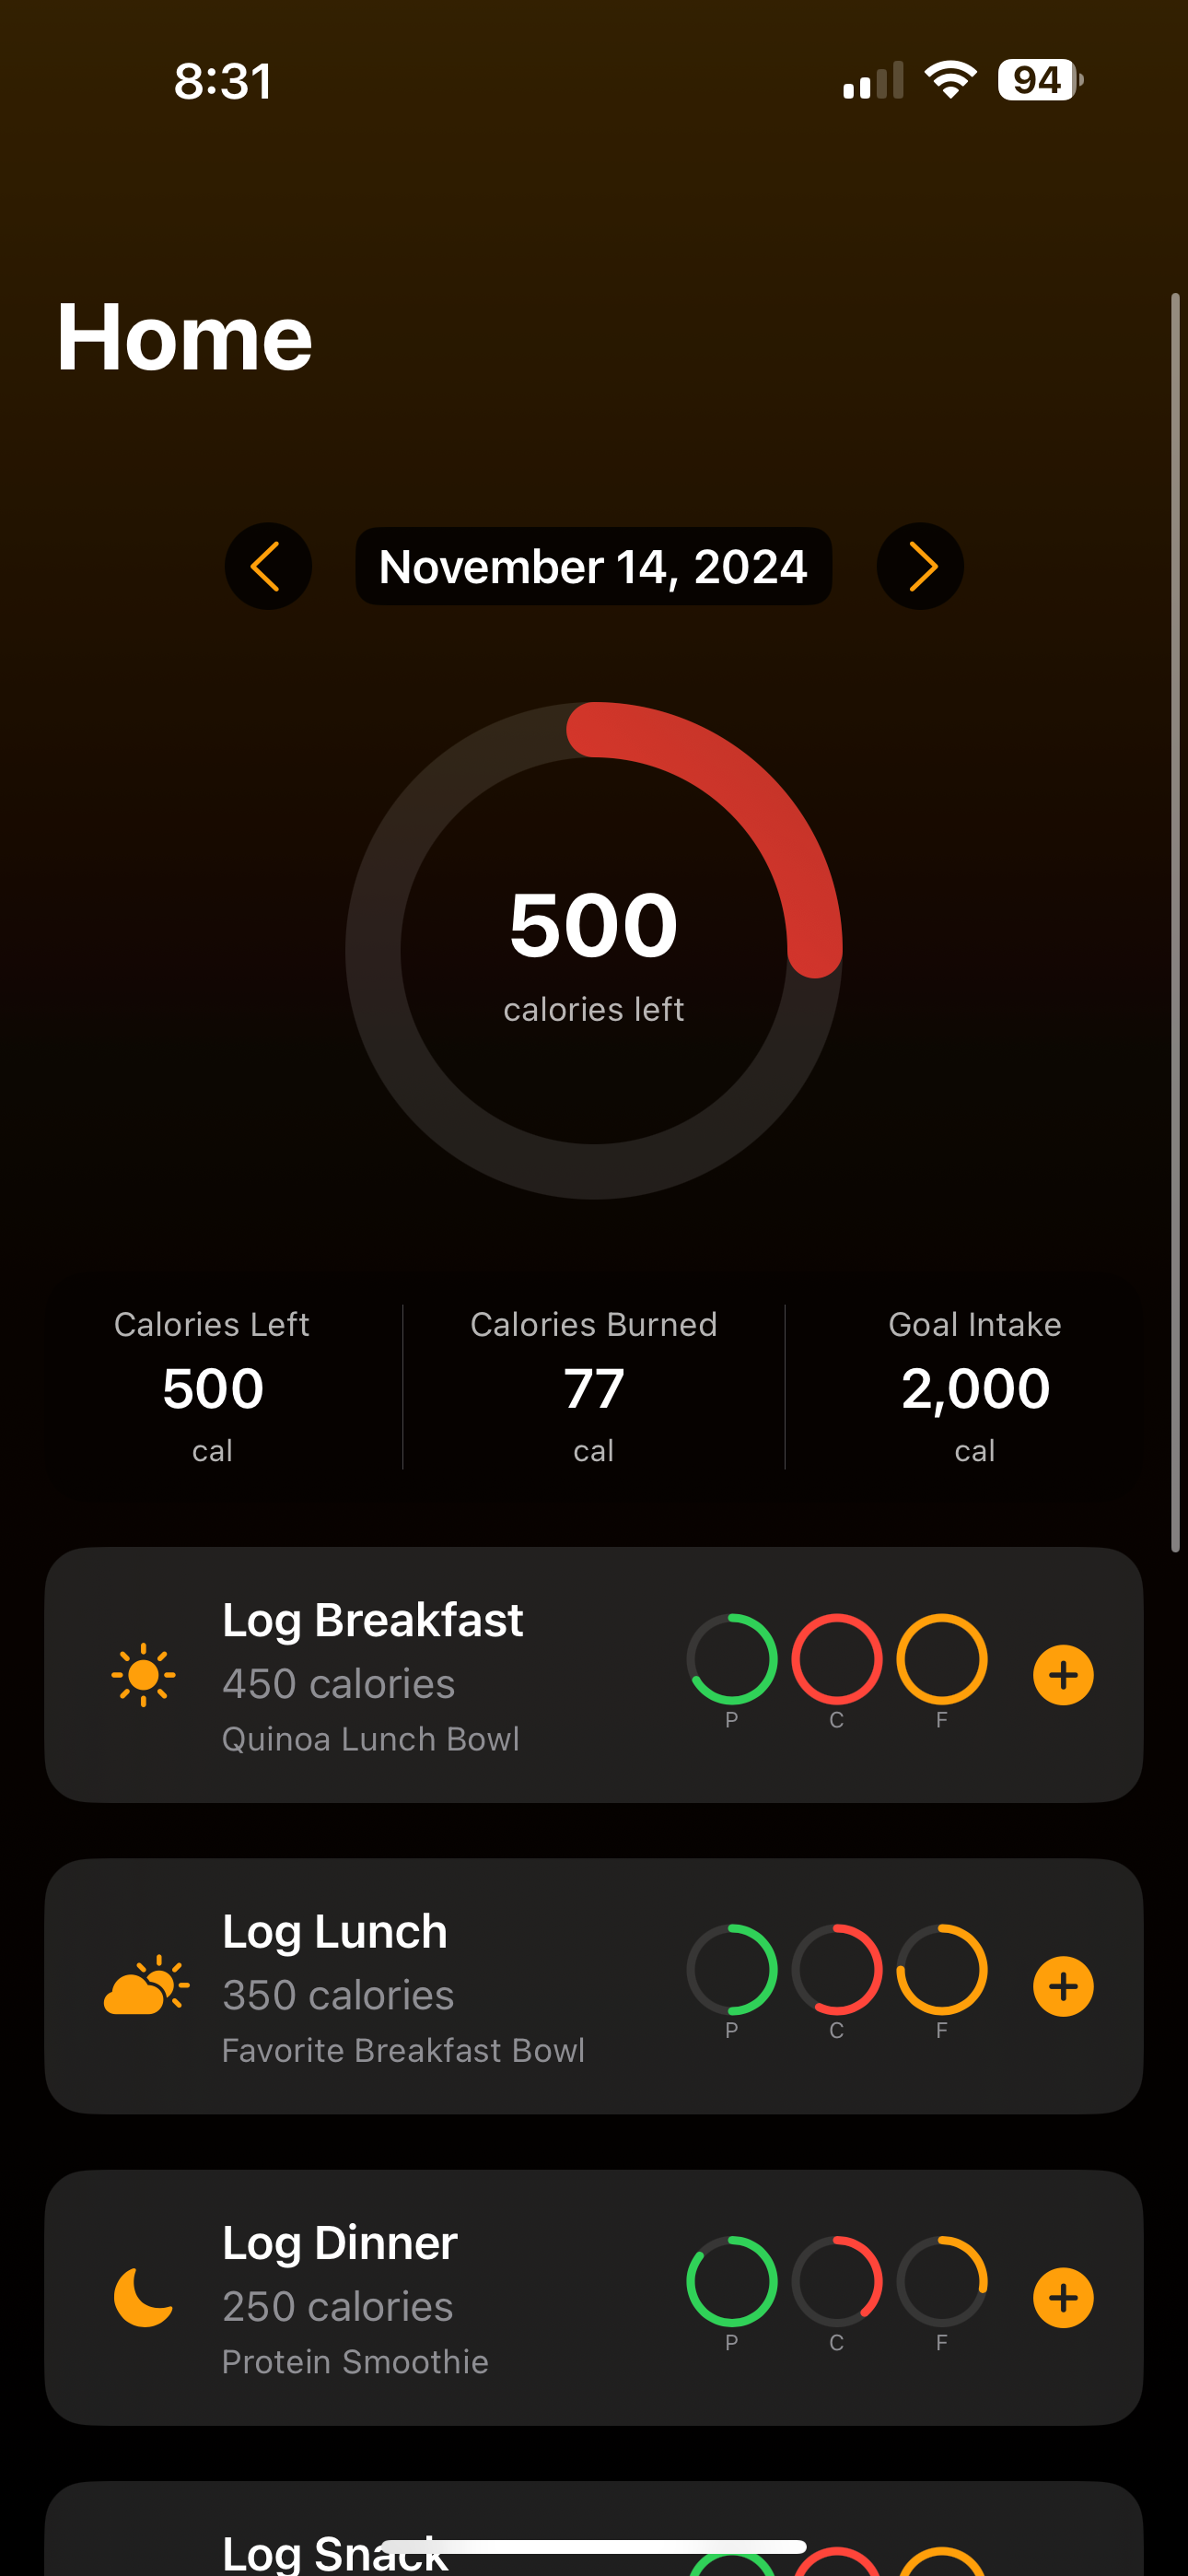 8:31
94
Home
November 14, 2024
500
calories left
Calories Left
500
cal
Calories Burned
77
cal
Goal Intake
2,000
cal
Log Breakfast
450 calories
Quinoa Lunch Bowl
P C F
Log Lunch
350 calories
Favorite Breakfast Bowl
P C F
Log Dinner
250 calories
Protein Smoothie
P C F
Log Snack